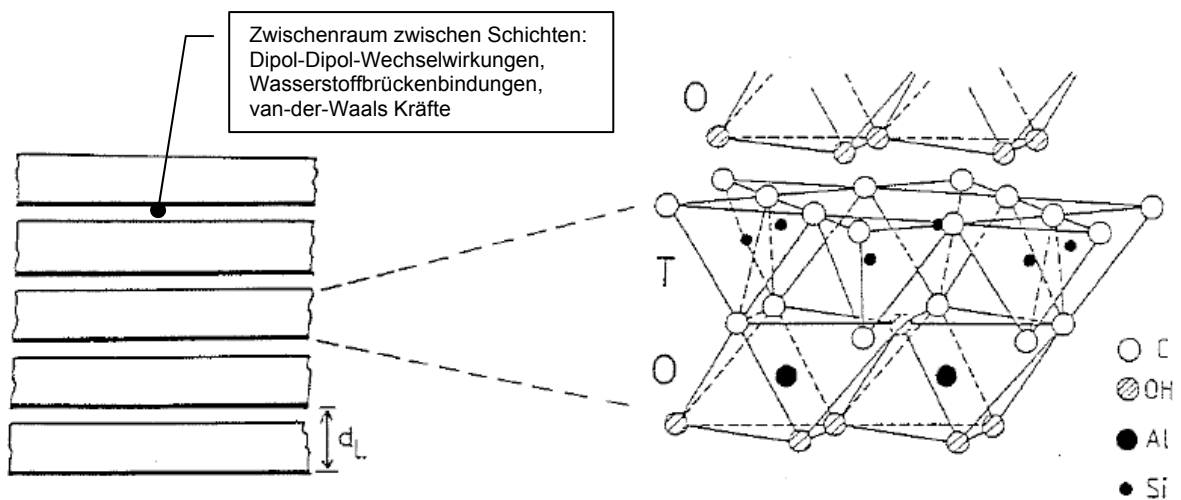 Zwischenraum zwischen Schichten:
Dipol-Dipol-Wechselwirkungen,
Wasserstoffbrückenbindungen,
van-der-Waals Kräfte
O
T
O
d
C
OH
Al
Si